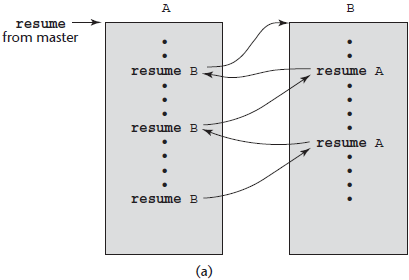 A
B
resume
from master
resume B
resume A
resume B
resume A
resume B
(a)